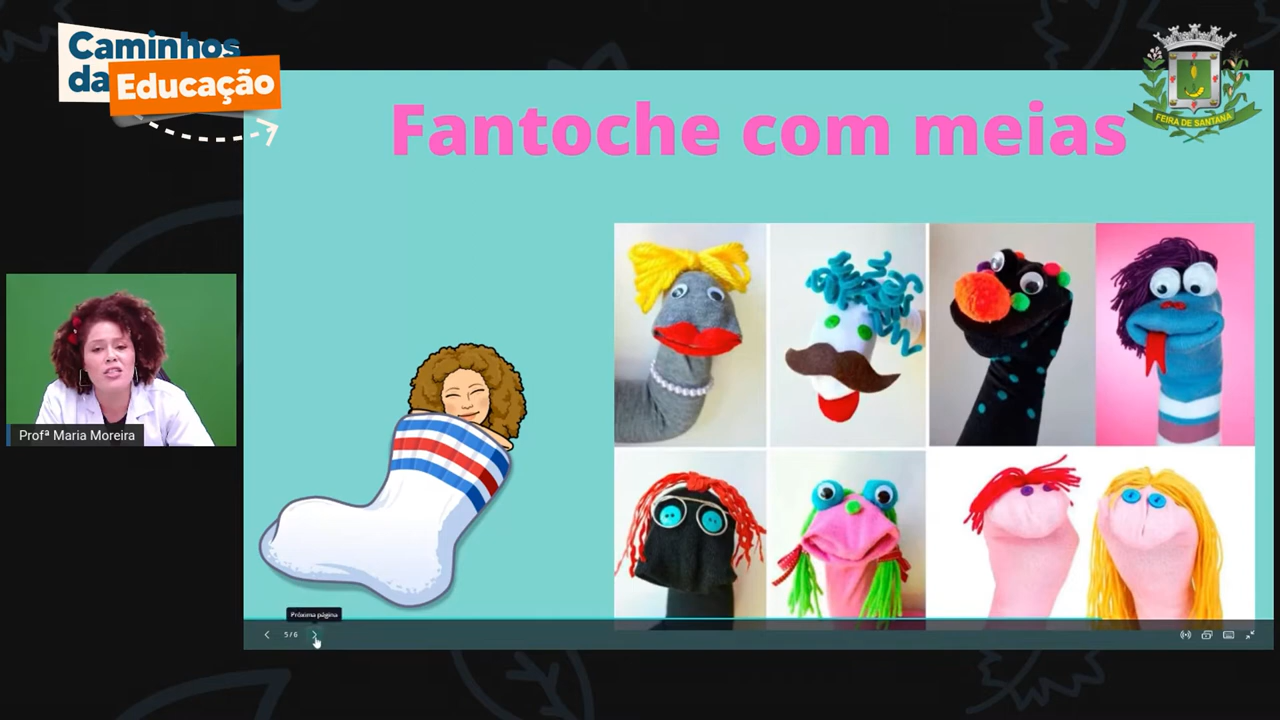 Caminhos
da Educação
FEIRA DE SANTANA
Fantoche com meias
Profª Maria Moreira
Próxima página
5/6